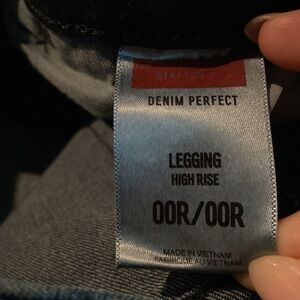 DENIM PERFECT
LEGGING
HIGH RISE
00R/00R
MADE IN VIETNAM
FABRIQUÉ AU VIETNAM